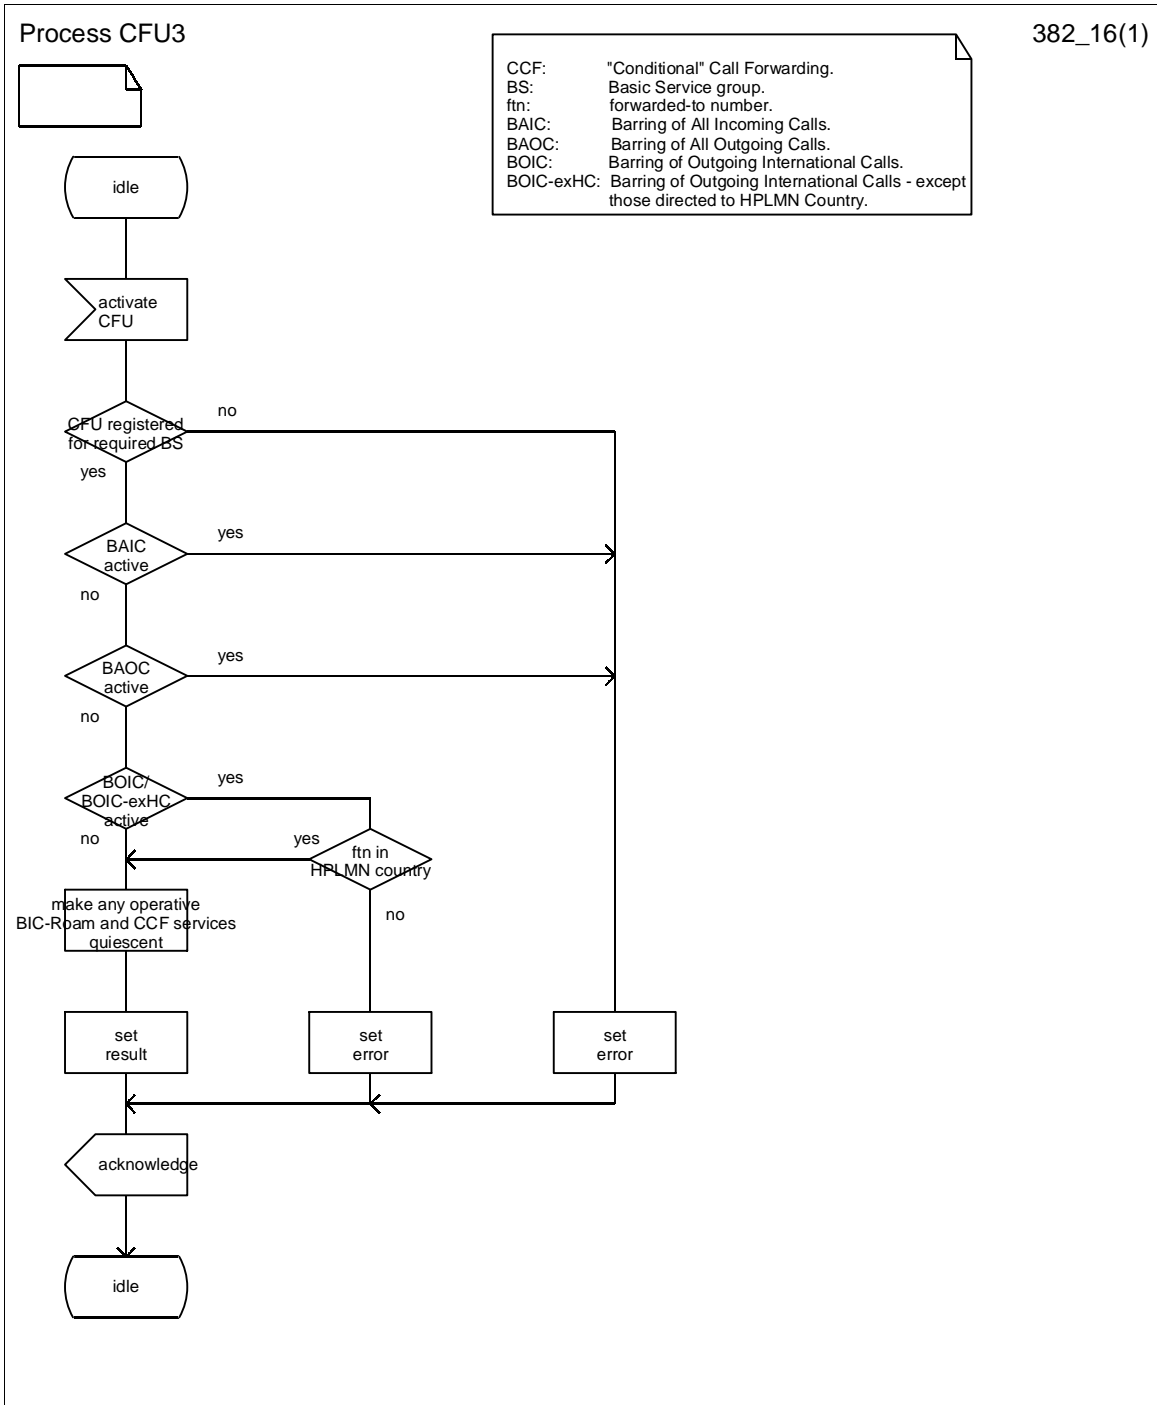 Process CFU3
382_16(1)
CCF: "Conditional" Call Forwarding.
BS: Basic Service group.
ftn: forwarded-to number.
BAIC: Barring of All Incoming Calls.
BAOC: Barring of All Outgoing Calls.
BOIC: Barring of Outgoing International Calls.
BOIC-exHC: Barring of Outgoing International Calls - except
those directed to HPLMN Country.
idle
activate
CFU
CFU registered
for required BS
no
yes
BAIC
active
yes
no
BAOC
active
yes
no
BOIC/
BOIC-exHC
active
yes
no
yes
ftn in
HPLMN country
no
make any operative
BIC-Roam and CCF services
quiescent
set
result
set
error
set
error
acknowledge
idle